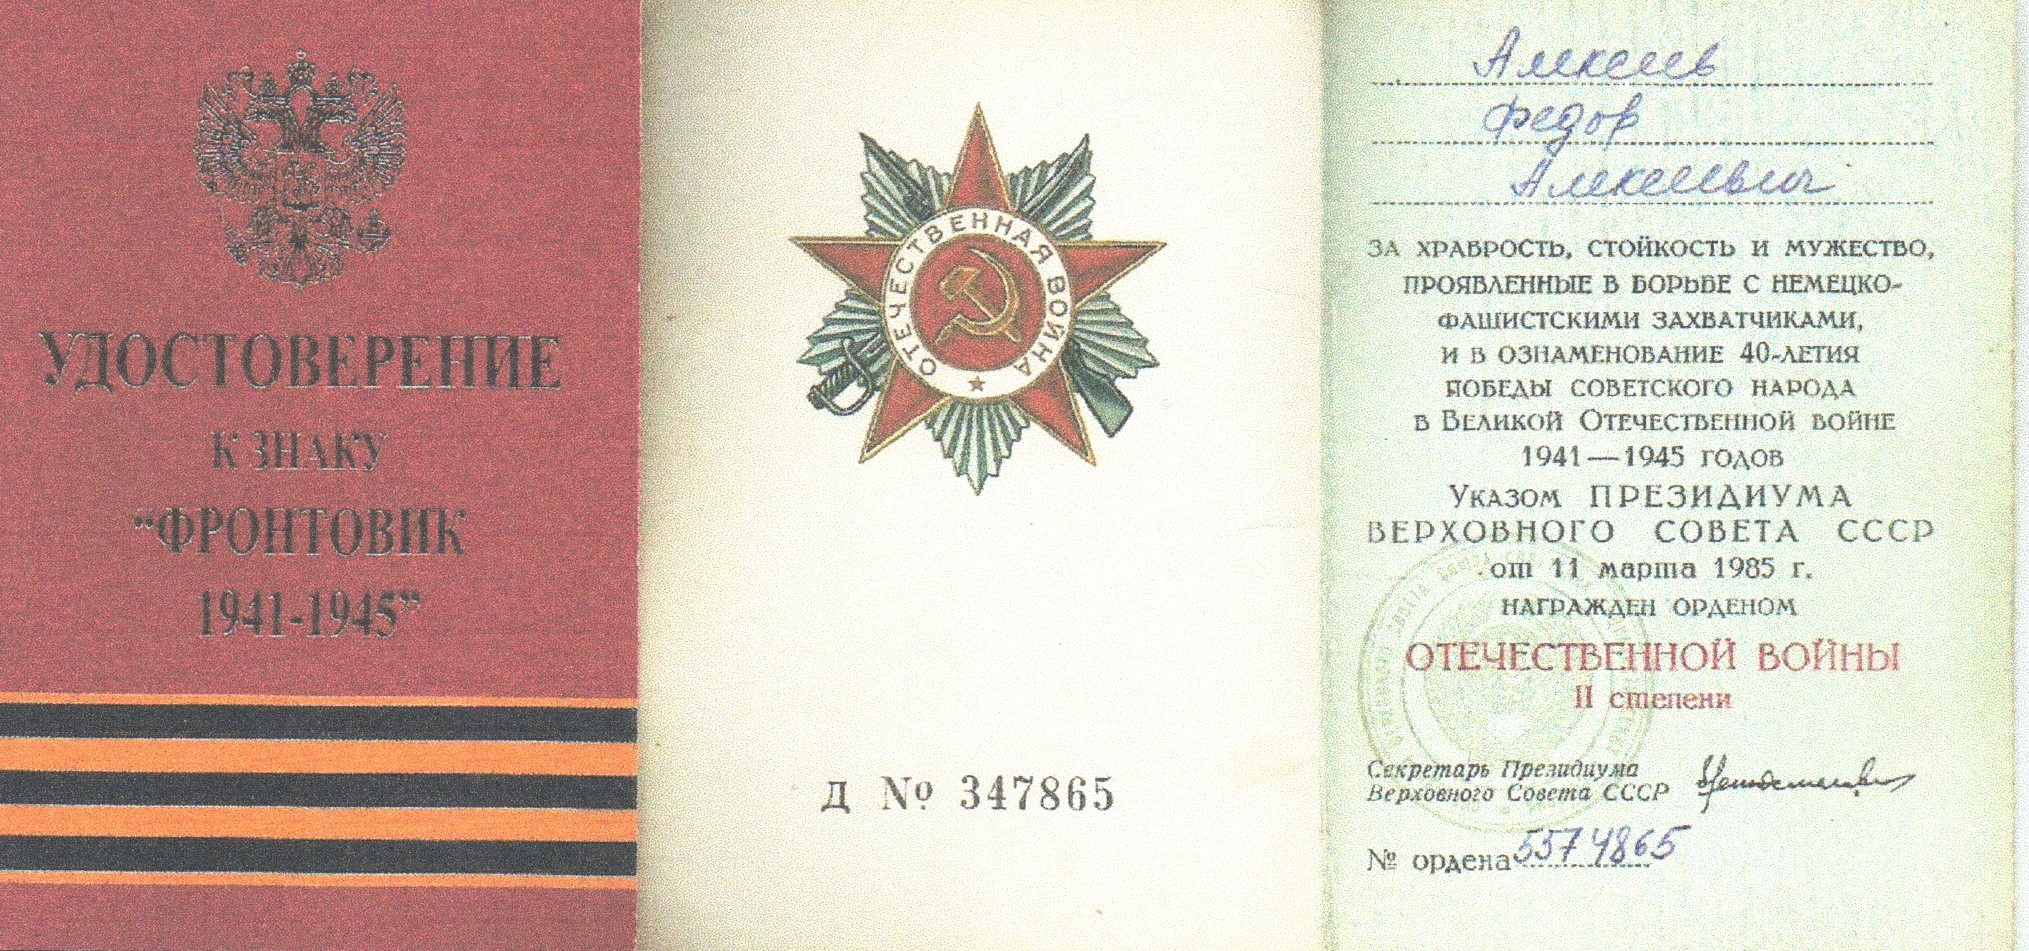 УДОСТОВЕРЕНИЕ
К ЗНАКУ
"ФРОНТОВИК
1941-1945"
ОТЕЧЕСТВЕННАЯ ВОЙНА
Д № 347865
Алексеев
Федор
Алексеевич
ЗА ХРАБРОСТЬ, СТОЙКОСТЬ И МУЖЕСТВО,
ПРОЯВЛЕННЫЕ В БОРЬБЕ С НЕМЕЦКО-
ФАШИСТСКИМИ ЗАХВАТЧИКАМИ,
И В ОЗНАМЕНОВАНИЕ 40-ЛЕТИЯ
ПОБЕДЫ СОВЕТСКОГО НАРОДА
В ВЕЛИКОЙ ОТЕЧЕСТВЕННОЙ ВОЙНЕ
1941—1945 ГОДОВ
УКАЗОМ ПРЕЗИДИУМА
ВЕРХОВНОГО СОВЕТА СССР
от 11 марта 1985 г.
НАГРАЖДЕН ОРДЕНОМ
ОТЕЧЕСТВЕННОЙ ВОЙНЫ
II степени
Секретарь Президиума
Верховного Совета СССР
№ ордена 5574865